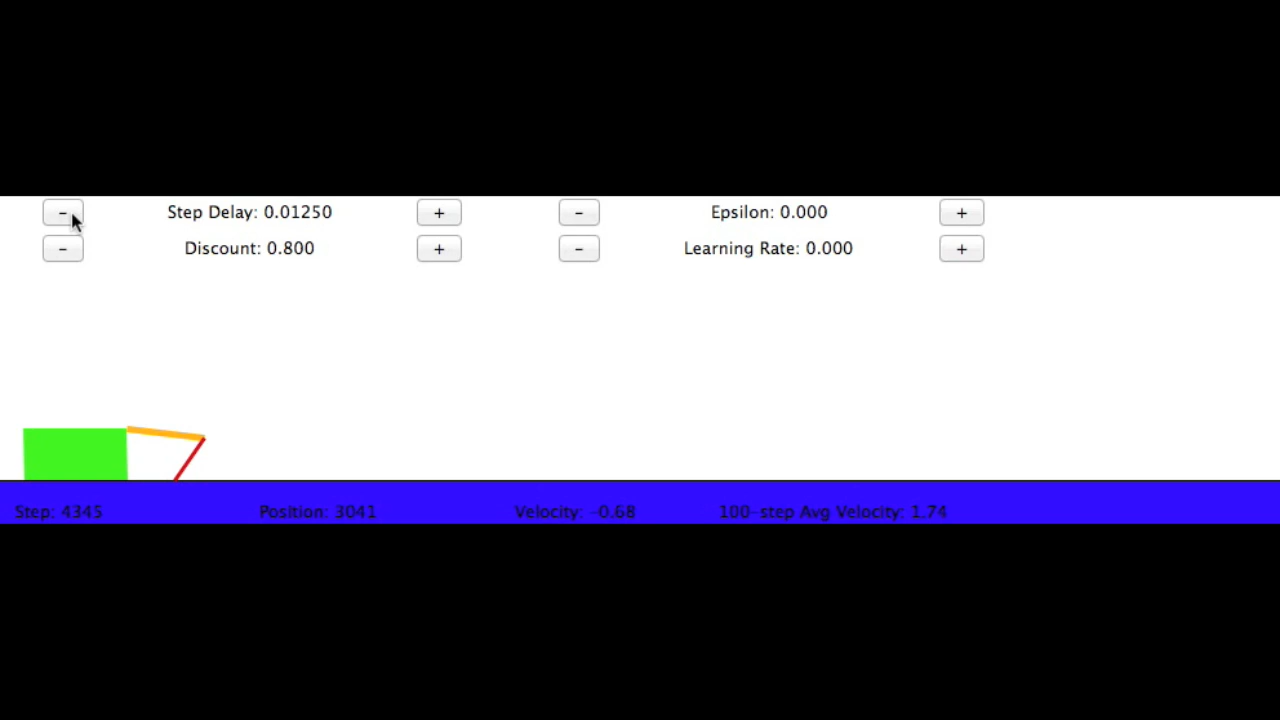 - Step Delay: 0.01250 + - Epsilon: 0.000 +
- Discount: 0.800 + - Learning Rate: 0.000 +
Step: 4345 Position: 3041 Velocity: -0.68 100-step Avg Velocity: 1.74